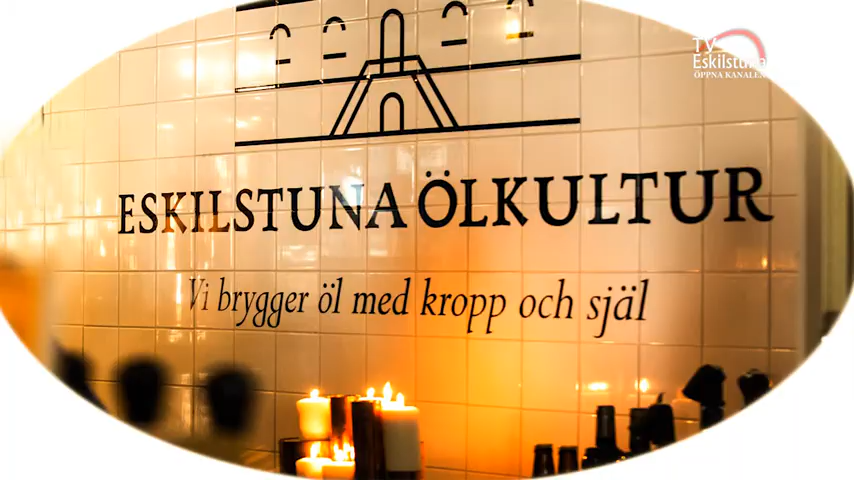 TV
Eskilstuna
ÖPPNA KANALEN
ESKILSTUNA ÖLKULTUR
Vi brygger öl med kropp och själ